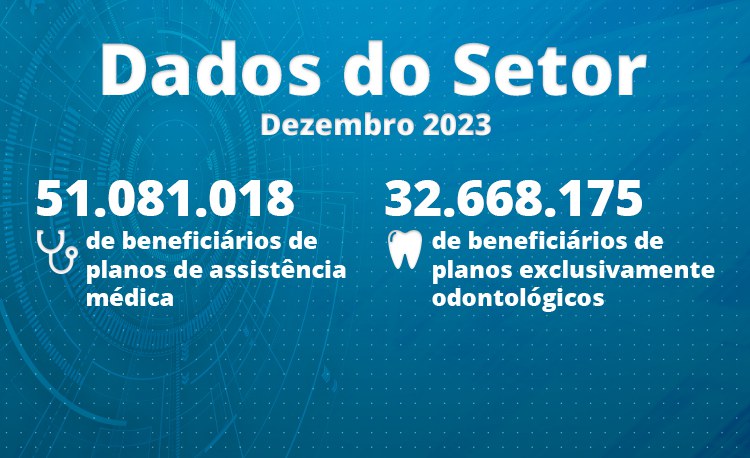 Dados do Setor
Dezembro 2023
51.081.018
de beneficiários de
planos de assistência
médica
32.668.175
de beneficiários de
planos exclusivamente
odontológicos